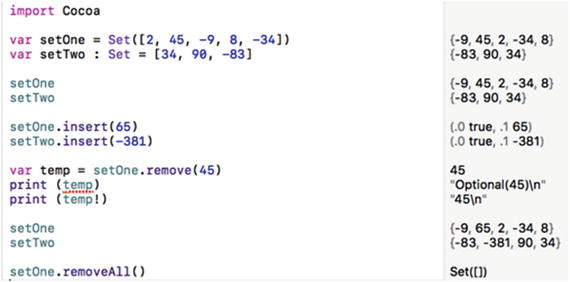 import Cocoa
var setOne = Set([2, 45, -9, 8, -34]) {-9, 45, 2, -34, 8}
var setTwo : Set = [34, 90, -83] {-83, 90, 34}
setOne {-9, 45, 2, -34, 8}
setTwo {-83, 90, 34}
setOne.insert(65) (.0 true, .1 65)
setTwo.insert(-381) (.0 true, .1 -381)
var temp = setOne.remove(45) 45
print (temp) "Optional(45)\n"
print (temp!) "45\n"
setOne {-9, 65, 2, -34, 8}
setTwo {-83, -381, 90, 34}
setOne.removeAll() Set([])